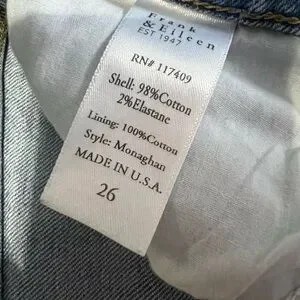 Frank
& Eileen
EST 1947
RN# 117409
Shell: 98%Cotton
2%Elastane
Lining: 100%Cotton
Style: Monaghan
MADE IN U.S.A.
26